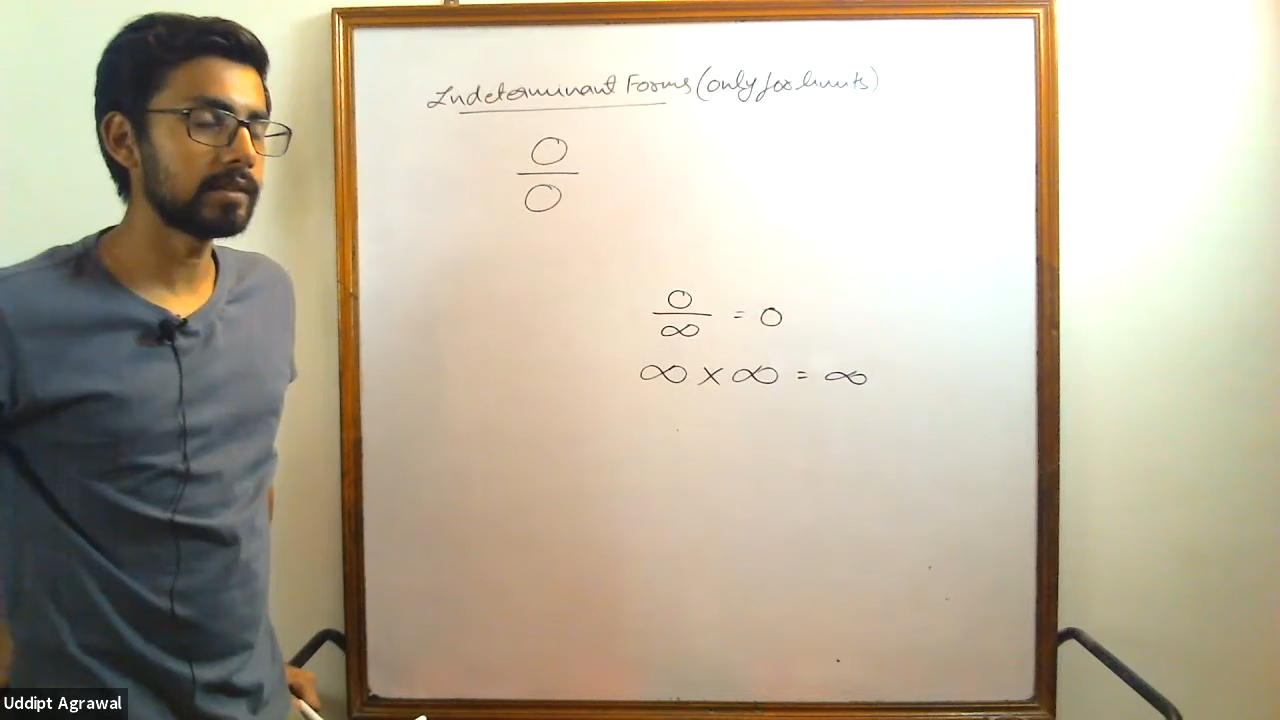 Indeterminant Forms (only for limits)
0
0
0
∞
= 0
∞ × ∞ = ∞
Uddipt Agrawal